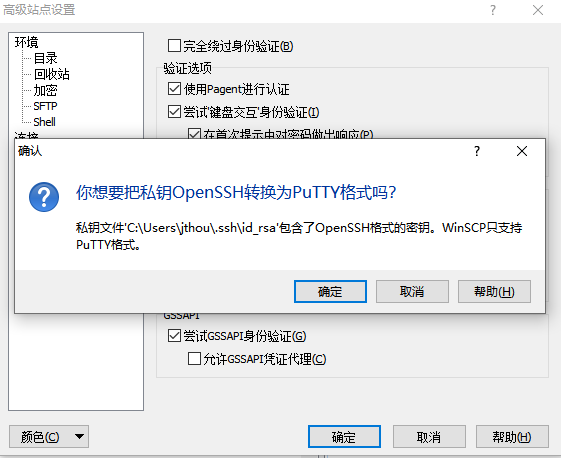 高级站点设置
?
环境
目录
回收站
加密
SFTP
Shell
连接
完全绕过身份验证(B)
验证选项
使用Pagent进行认证
尝试'键盘交互'身份验证(I)
在首次提示由对密码做出响应(P)
确认
?
你想要把私钥OpenSSH转换为PuTTY格式吗?
私钥文件'C:\Users\jthou\.ssh\id_rsa'包含了OpenSSH格式的密钥。WinSCP只支持
PuTTY格式。
确定
取消
帮助(H)
GSSAPI
尝试GSSAPI身份验证(G)
允许GSSAPI凭证代理(C)
颜色(C)
确定
取消
帮助(H)